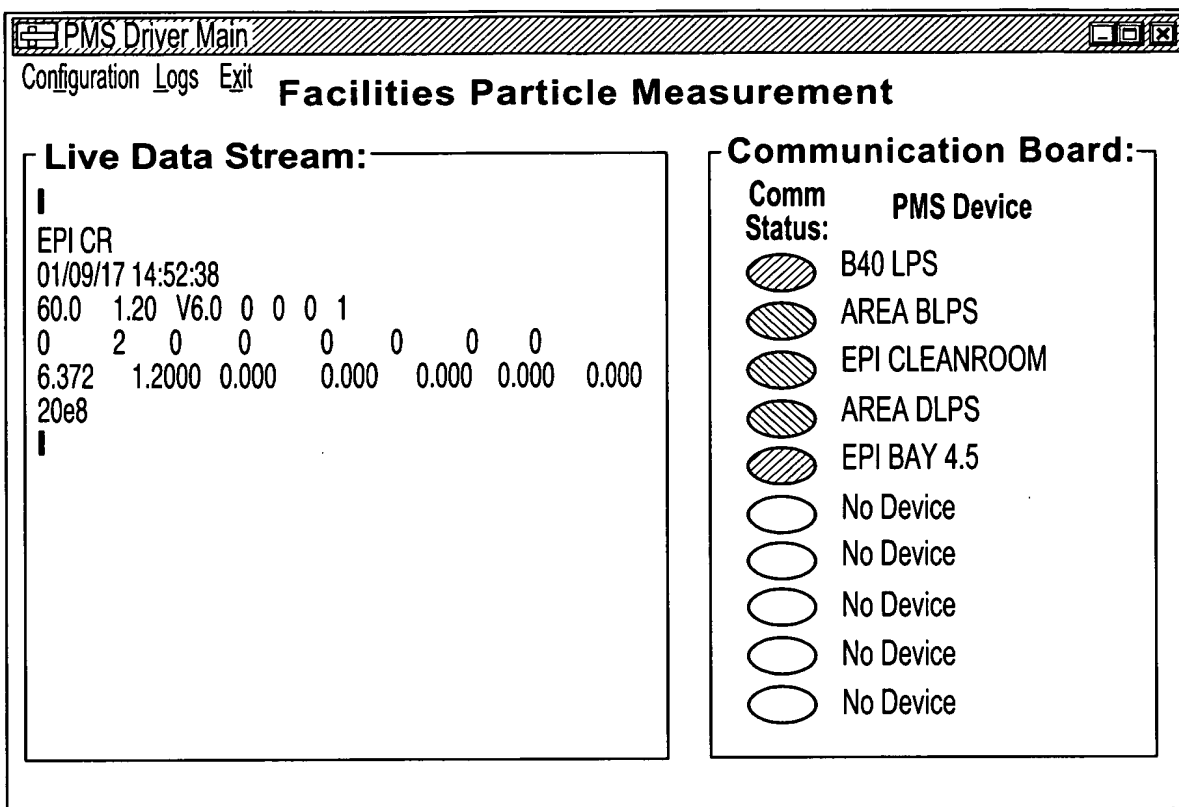 PMS Driver Main
Configuration Logs Exit
Facilities Particle Measurement
Live Data Stream:
EPI CR
01/09/17 14:52:38
60.0 1.20 V6.0 0 0 0 1
0 2 0 0 0 0 0 0
6.372 1.2000 0.000 0.000 0.000 0.000 0.000
20e8
Communication Board:
Comm Status: PMS Device
B40 LPS
AREA BLPS
EPI CLEANROOM
AREA DLPS
EPI BAY 4.5
No Device
No Device
No Device
No Device
No Device